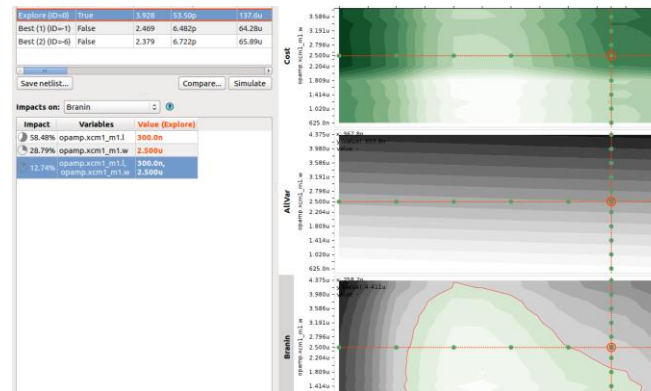 Explore (ID=0) True 3.928 53.50p 137.6u
Best (1) (ID=-1) False 2.469 6.482p 64.28u
Best (2) (ID=-6) False 2.379 6.722p 65.89u
Save netlist... Compare... Simulate
Impacts on: Branin
Impact Variables Value (Explore)
58.48% opamp.xcm1_m1.l 300.0n
28.79% opamp.xcm1_m1.w 2.500u
12.74% opamp.xcm1_m1.l, 300.0n,
opamp.xcm1_m1.w 2.500u
Cost
opamp.xcm1_m1.w
3.586u
3.191u
2.796u
2.500u
2.204u
1.809u
1.414u
1.020u
625.0n
AllVar
opamp.xcm1_m1.w
4.375u
3.980u
3.586u
3.191u
2.796u
2.500u
2.204u
1.809u
1.414u
1.020u
625.0n
Branin
opamp.xcm1_m1.w
4.375u
3.980u
3.586u
3.191u
2.796u
2.500u
2.204u
1.809u
1.414u